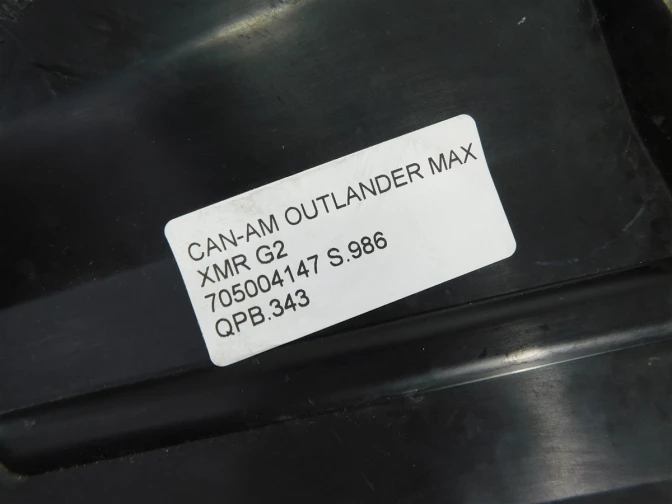 CAN-AM OUTLANDER MAX
XMR G2
705004147 S.986
QPB.343